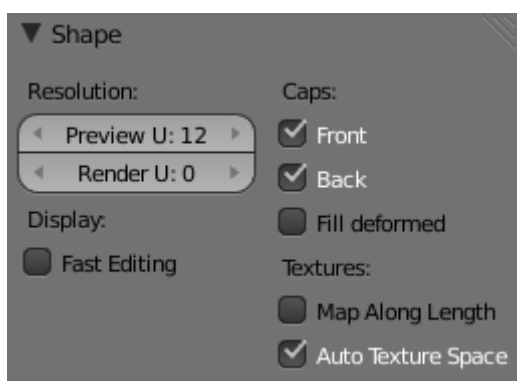 Shape
Resolution:
Preview U: 12
Render U: 0
Display:
Fast Editing
Caps:
Front
Back
Fill deformed
Textures:
Map Along Length
Auto Texture Space